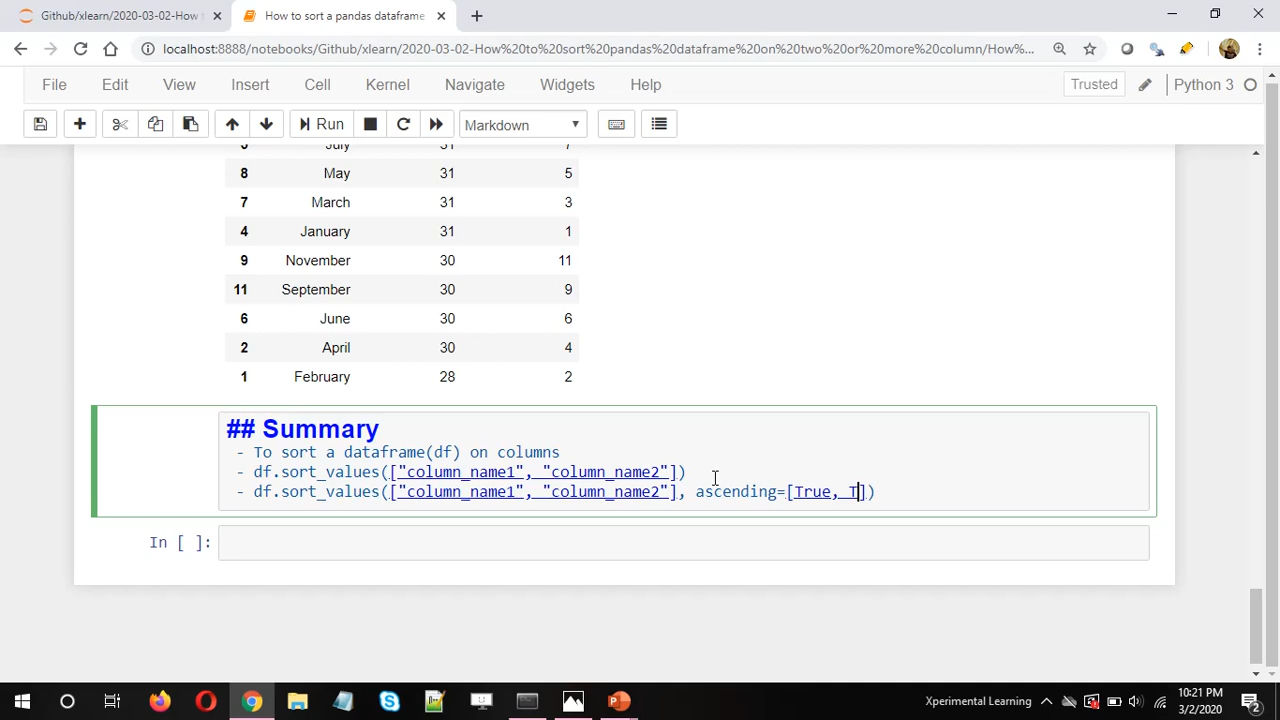 Github/xlearn/2020-03-02-How
How to sort a pandas dataframe
localhost:8888/notebooks/Github/xlearn/2020-03-02-How%20to%20sort%20pandas%20dataframe%20on%20two%20or%20more%20column/How%...
File Edit View Insert Cell Kernel Navigate Widgets Help Trusted Python 3
Run Markdown
July 31 7
8 May 31 5
7 March 31 3
4 January 31 1
9 November 30 11
11 September 30 9
6 June 30 6
2 April 30 4
1 February 28 2
## Summary
- To sort a dataframe(df) on columns
- df.sort_values(["column_name1", "column_name2"])
- df.sort_values(["column_name1", "column_name2"], ascending=[True, T])
In [ ]:
Xperimental Learning
10:21 PM
3/2/2020
2